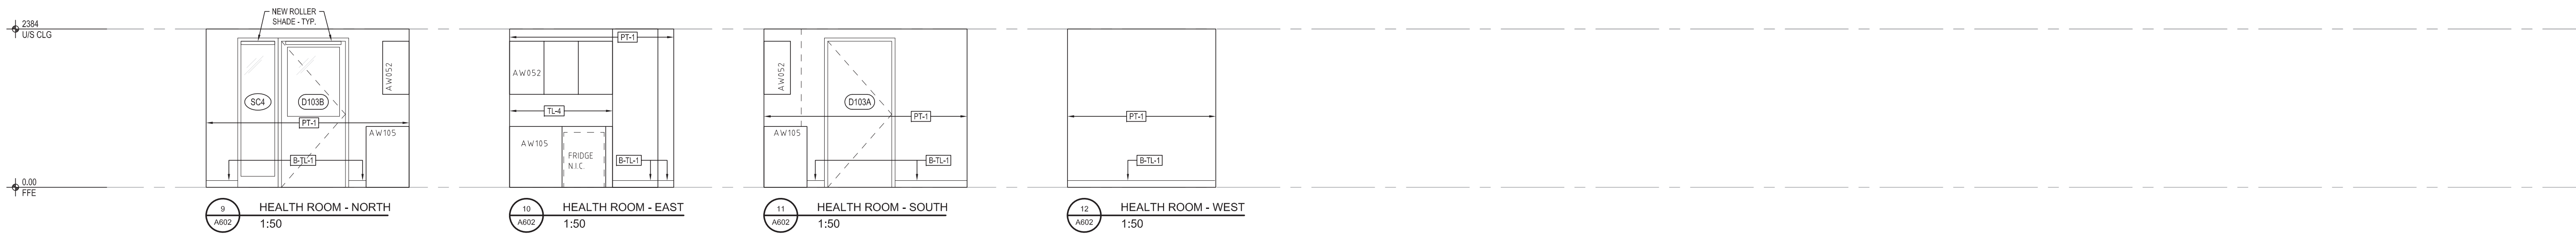 2384
U/S CLG
0.00
FFE
NEW ROLLER
SHADE - TYP.
SC4
D103B
AW052
PT-1
AW105
B-TL-1
9
A602
HEALTH ROOM - NORTH
1:50
PT-1
AW052
TL-4
AW105
FRIDGE
N.I.C.
B-TL-1
10
A602
HEALTH ROOM - EAST
1:50
AW052
D103A
PT-1
AW105
B-TL-1
11
A602
HEALTH ROOM - SOUTH
1:50
PT-1
B-TL-1
12
A602
HEALTH ROOM - WEST
1:50